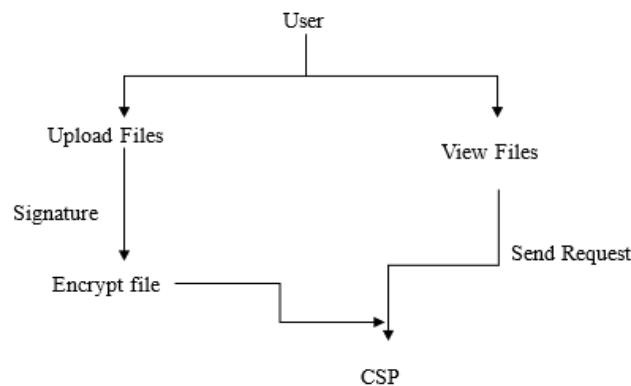 User
Upload Files
View Files
Signature
Send Request
Encrypt file
CSP